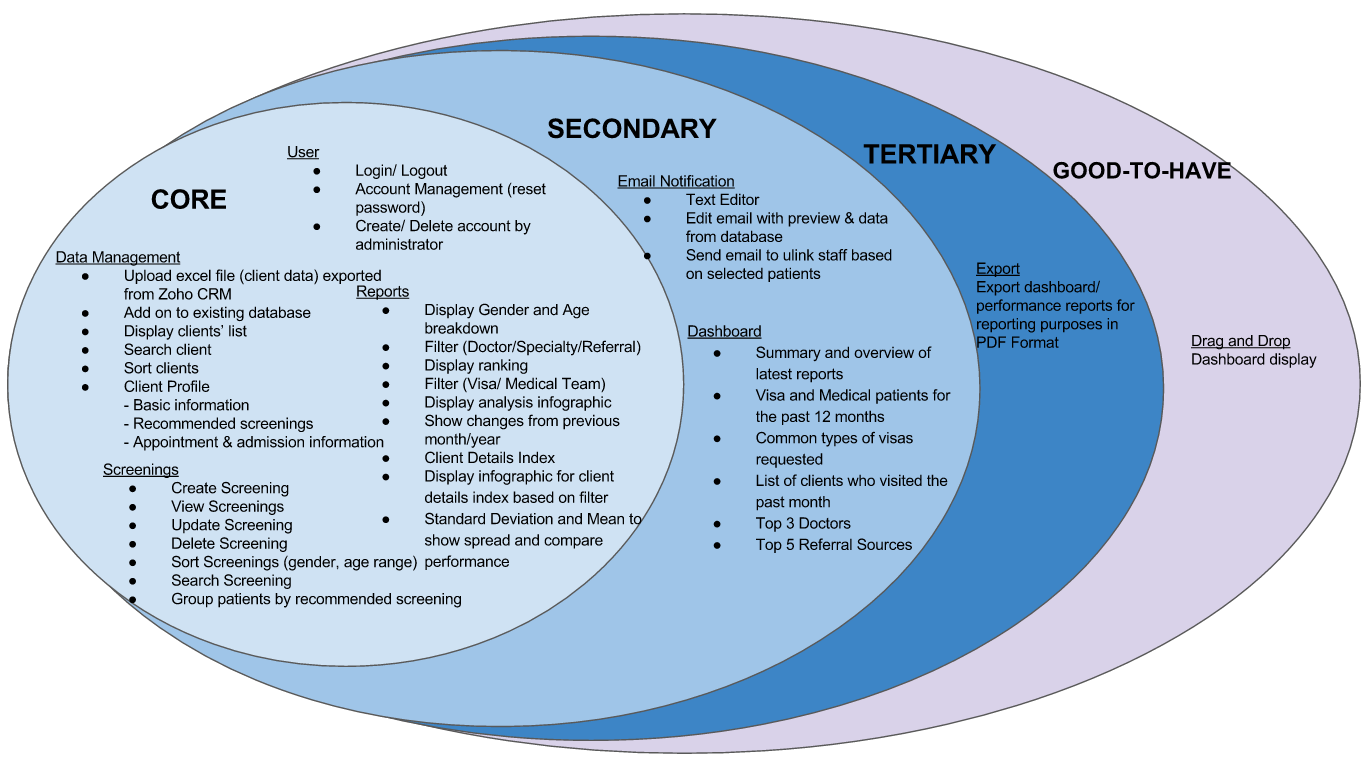 CORE
User
● Login/ Logout
● Account Management (reset
password)
● Create/ Delete account by
administrator
Data Management
● Upload excel file (client data) exported
from Zoho CRM
● Add on to existing database
● Display clients' list
● Search client
● Sort clients
● Client Profile
- Basic information
- Recommended screenings
- Appointment & admission information
Reports
● Display Gender and Age
breakdown
● Filter (Doctor/Specialty/Referral)
● Display ranking
● Filter (Visa/ Medical Team)
● Display analysis infographic
● Show changes from previous
month/year
● Client Details Index
● Display infographic for client
details index based on filter
● Standard Deviation and Mean to
show spread and compare
performance
Screenings
● Create Screening
● View Screenings
● Update Screening
● Delete Screening
● Sort Screenings (gender, age range)
● Search Screening
● Group patients by recommended screening
SECONDARY
Email Notification
● Text Editor
● Edit email with preview & data
from database
● Send email to ulink staff based
on selected patients
Dashboard
● Summary and overview of
latest reports
● Visa and Medical patients for
the past 12 months
● Common types of visas
requested
● List of clients who visited the
past month
● Top 3 Doctors
● Top 5 Referral Sources
TERTIARY
Export
Export dashboard/
performance reports for
reporting purposes in
PDF Format
GOOD-TO-HAVE
Drag and Drop
Dashboard display